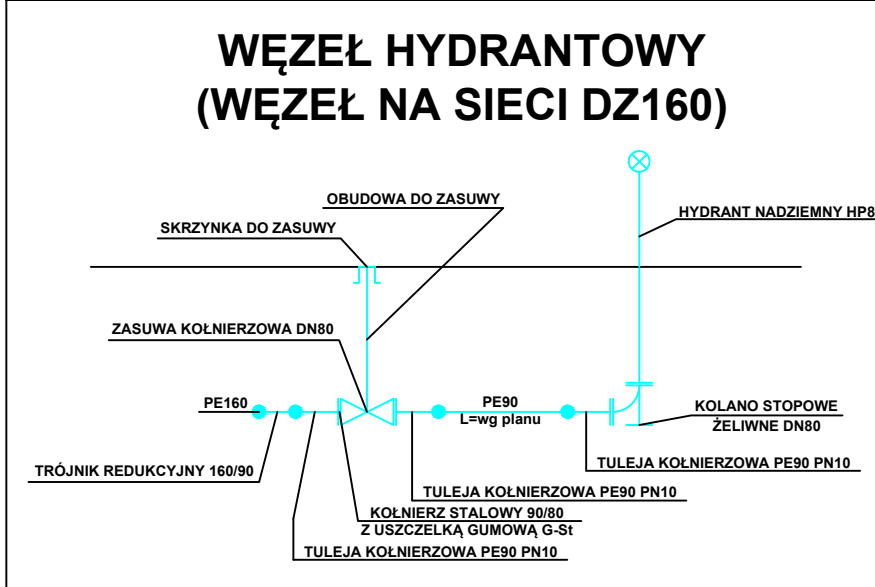 WĘZEŁ HYDRANTOWY
(WĘZEŁ NA SIECI DZ160)
OBUDOWA DO ZASUWY
HYDRANT NADZIEMNY HP8
SKRZYNKA DO ZASUWY
ZASUWA KOŁNIERZOWA DN80
PE160
PE90
L=wg planu
KOLANO STOPOWE
ŻELIWNE DN80
TRÓJNIK REDUKCYJNY 160/90
TULEJA KOŁNIERZOWA PE90 PN10
TULEJA KOŁNIERZOWA PE90 PN10
KOŁNIERZ STALOWY 90/80
Z USZCZELKĄ GUMOWĄ G-St
TULEJA KOŁNIERZOWA PE90 PN10